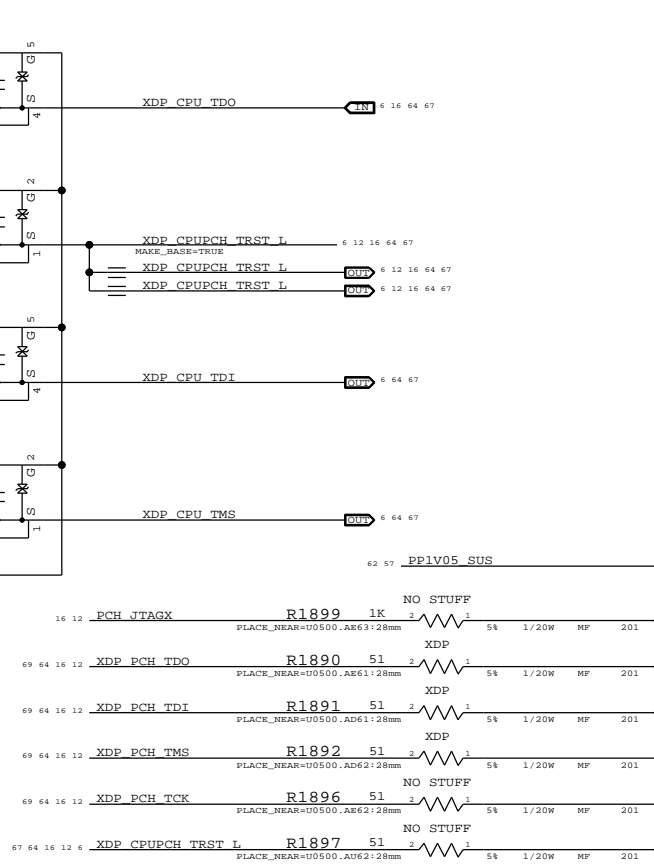 5
G
S
4
XDP_CPU_TDO IN 6 16 64 67
2
G
S
1
XDP_CPUPCH_TRST_L 6 12 16 64 67
MAKE_BASE=TRUE
XDP_CPUPCH_TRST_L OUT 6 12 16 64 67
XDP_CPUPCH_TRST_L OUT 6 12 16 64 67
5
G
S
4
XDP_CPU_TDI OUT 6 64 67
2
G
S
1
XDP_CPU_TMS OUT 6 64 67
62 57 PP1V05_SUS
NO STUFF
16 12 PCH_JTAGX R1899 1K 2 1
PLACE_NEAR=U0500.AE63:28mm 5% 1/20W MF 201
XDP
69 64 16 12 XDP_PCH_TDO R1890 51 2 1
PLACE_NEAR=U0500.AE61:28mm 5% 1/20W MF 201
XDP
69 64 16 12 XDP_PCH_TDI R1891 51 2 1
PLACE_NEAR=U0500.AD61:28mm 5% 1/20W MF 201
XDP
69 64 16 12 XDP_PCH_TMS R1892 51 2 1
PLACE_NEAR=U0500.AD62:28mm 5% 1/20W MF 201
NO STUFF
69 64 16 12 XDP_PCH_TCK R1896 51 2 1
PLACE_NEAR=U0500.AE62:28mm 5% 1/20W MF 201
NO STUFF
67 64 16 12 6 XDP_CPUPCH_TRST_L R1897 51 2 1
PLACE_NEAR=U0500.AU62:28mm 5% 1/20W MF 201